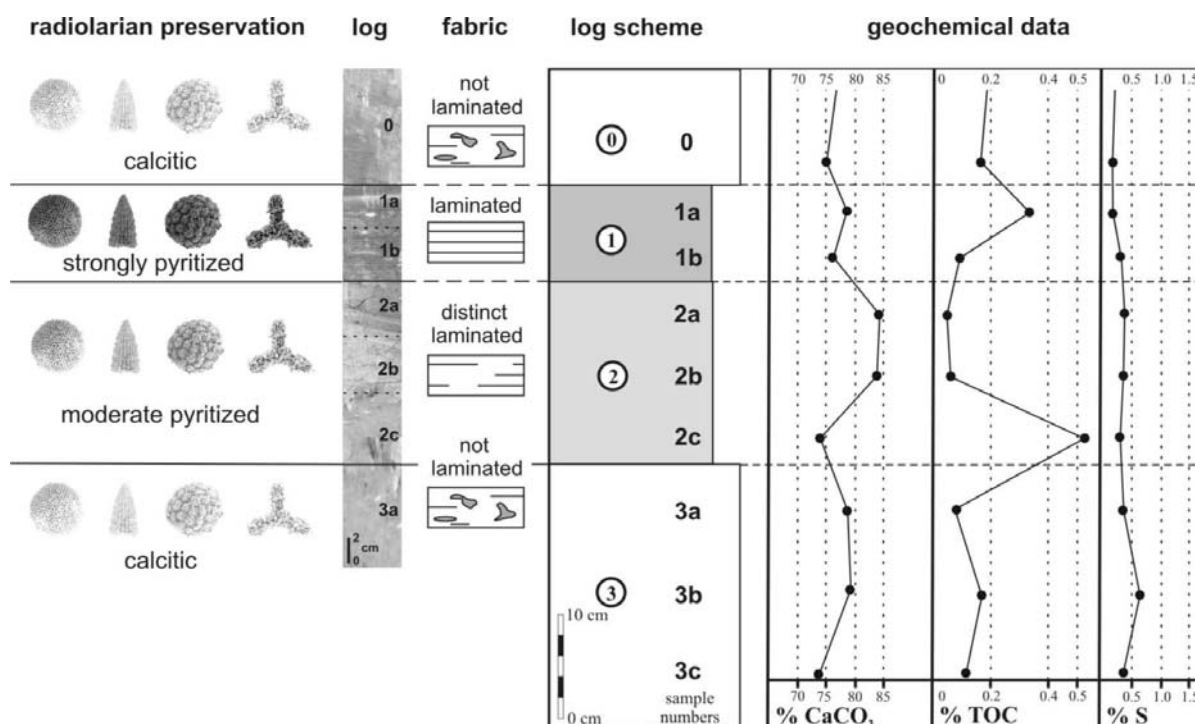 radiolarian preservation
log
fabric
log scheme
geochemical data
70 75 80 85
0 0.2 0.4 0.5
0.5 1.0 1.5
not
laminated
0
calcitic
0 0
1a
1b
laminated
strongly pyritized
1
1a
1b
2a
2b
2c
distinct
laminated
moderate pyritized
2
2a
2b
2c
not
laminated
3a
calcitic
2
cm
0
3
3a
3b
3c
10 cm
0 cm
sample
numbers
70 75 80 85
0 0.2 0.4 0.5
0.5 1.0 1.5
% CaCO3
% TOC
% S